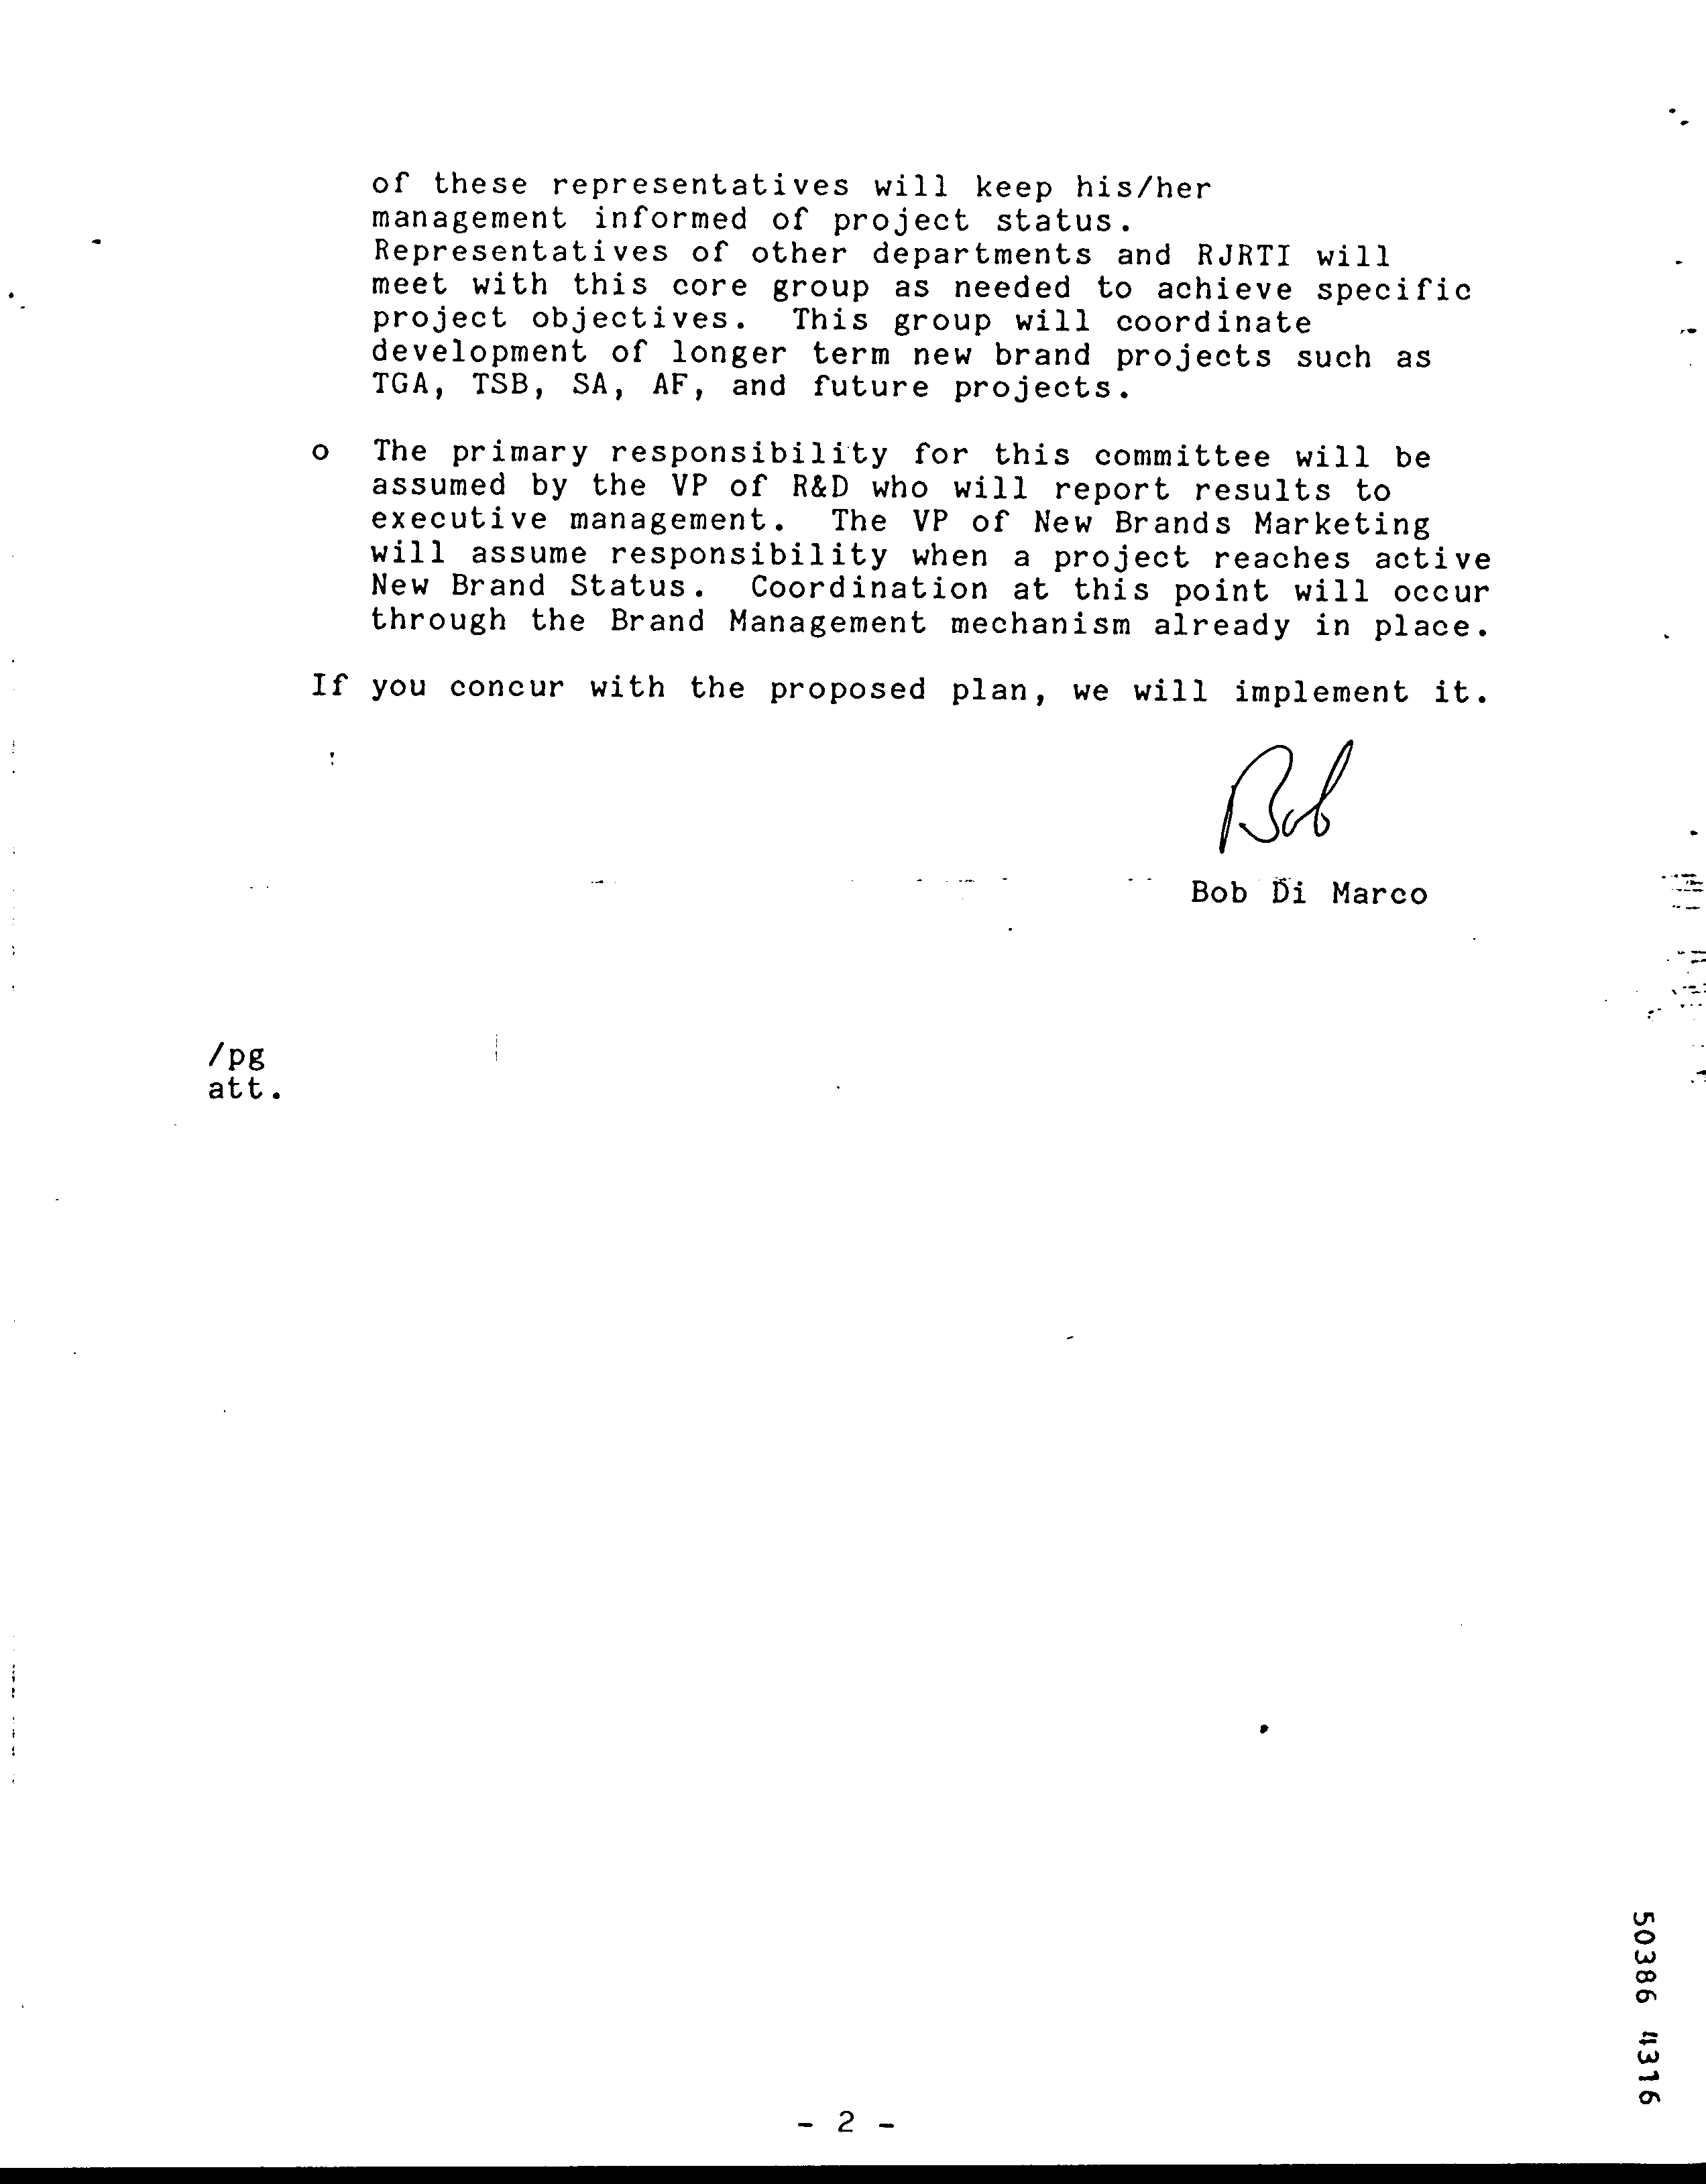 of these representatives will keep his/her
management informed of project status.
Representatives of other departments and RJRTI will
meet with this core group as needed to achieve specific
project objectives. This group will coordinate
development of longer term new brand projects such as
TGA, TSB, SA, AF, and future projects.
o The primary responsibility for this committee will be
assumed by the VP of R&D who will report results to
executive management. The VP of New Brands Marketing
will assume responsibility when a project reaches active
New Brand Status. Coordination at this point will occur
through the Brand Management mechanism already in place.
If you concur with the proposed plan, we will implement it.
Bob
Bob Di Marco
/pg
att.
50386 4316
- 2 -